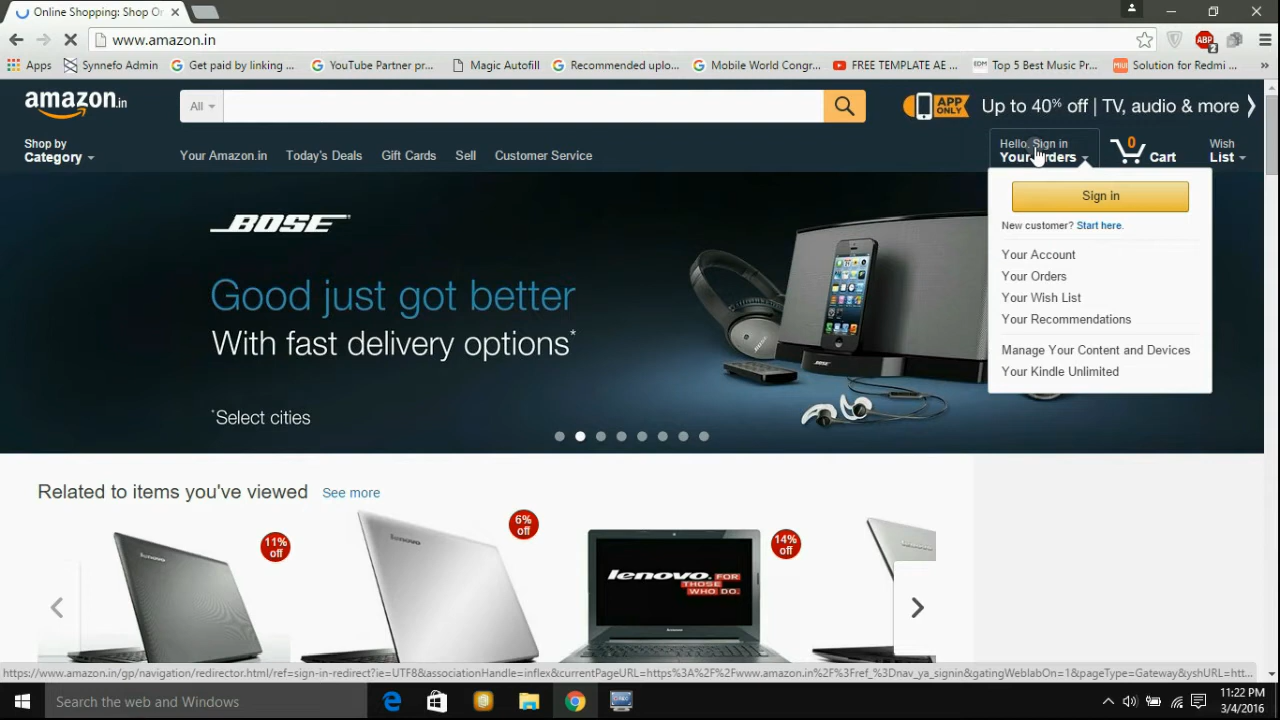 Online Shopping: Shop On
www.amazon.in
ABP
2
Apps
Synnefo Admin
Get paid by linking ...
YouTube Partner pr...
Magic Autofill
Recommended uplo...
Mobile World Congr...
FREE TEMPLATE AE ...
EDM
Top 5 Best Music Pr...
MI
Solution for Redmi ...
»
amazon.in
All
APP ONLY
Up to 40% off | TV, audio & more
Shop by
Category
Your Amazon.in
Today's Deals
Gift Cards
Sell
Customer Service
Hello. Sign in
Your Orders
0
Cart
Wish
List
Sign in
New customer? Start here.
Your Account
Your Orders
Your Wish List
Your Recommendations
Manage Your Content and Devices
Your Kindle Unlimited
BOSE
Good just got better
With fast delivery options*
*Select cities
BOSE
Related to items you've viewed
See more
11% off
6% off
14% off
lenovo
lenovo
lenovo. FOR THOSE WHO DO.
lenovo
https://www.amazon.in/gp/navigation/redirector.html/ref=sign-in-redirect?ie=UTF8&associationHandle=inflex&currentPageURL=https%3A%2F%2Fwww.amazon.in%2F%3Fref_%3Dnav_ya_signin&gatingWeblabOn=1&pageType=Gateway&yshURL=htt...
Search the web and Windows
11:22 PM
3/4/2016